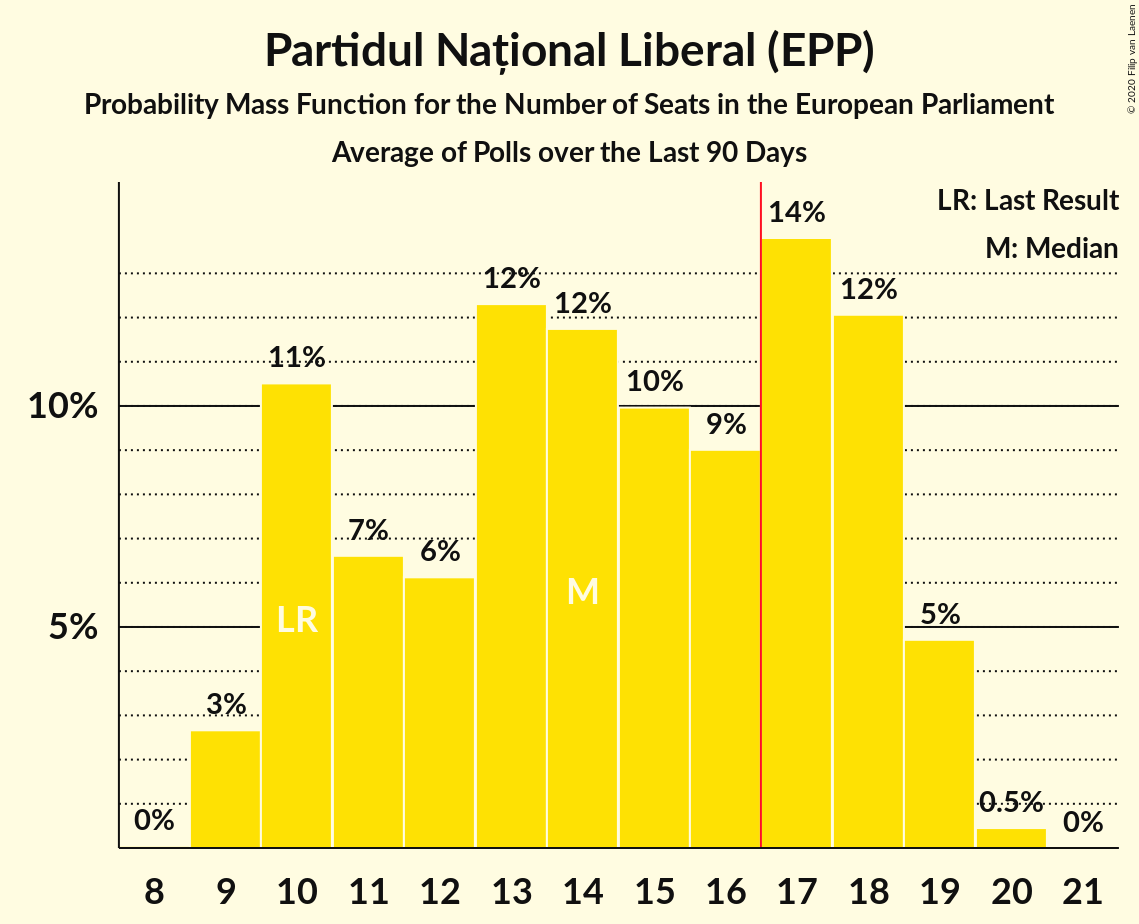 Partidul Național Liberal (EPP)
Probability Mass Function for the Number of Seats in the European Parliament
Average of Polls over the Last 90 Days
© 2020 Filip van Laenen
LR: Last Result
M: Median
14%
12%
12%
12%
11%
10%
9%
10%
7%
6%
LR
M
5%
5%
3%
0%
0.5%
0%
8 9 10 11 12 13 14 15 16 17 18 19 20 21